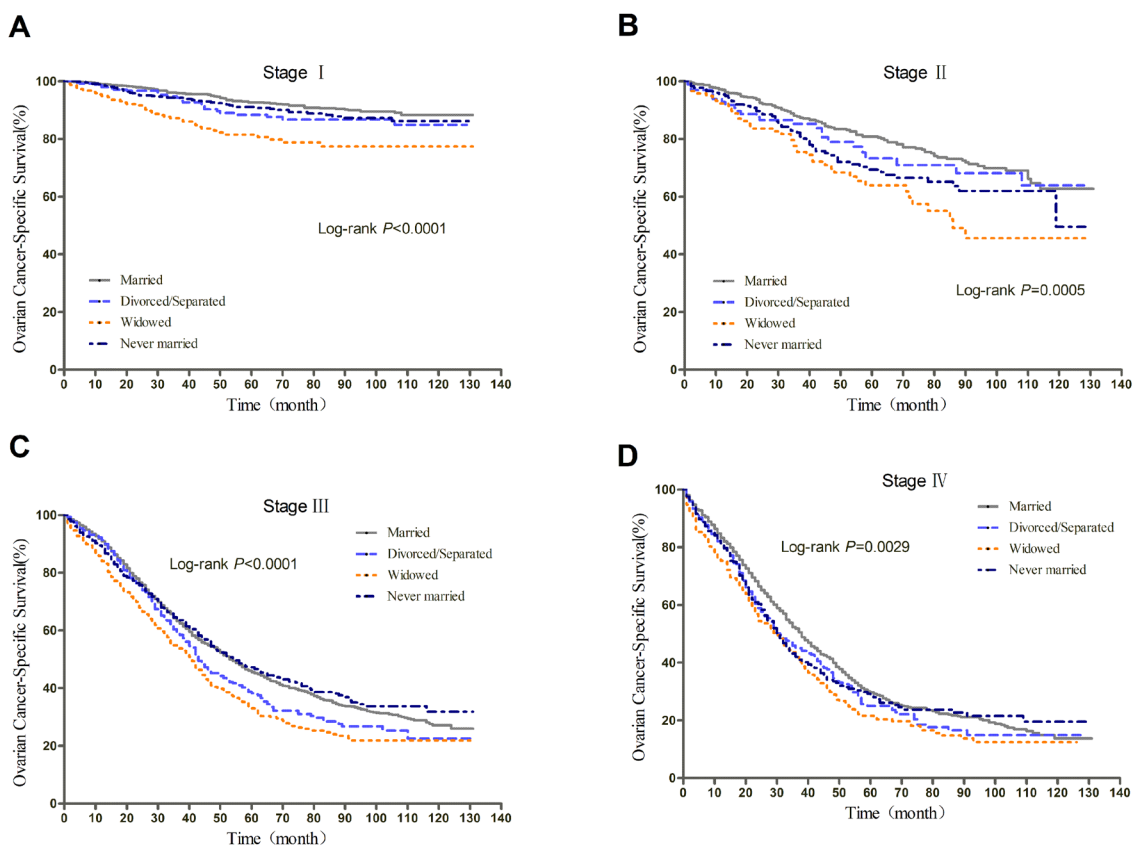 A
Stage Ⅰ
Ovarian Cancer-Specific Survival(%)
100
80
60
40
20
0
Log-rank P<0.0001
Married
Divorced/Separated
Widowed
Never married
0 10 20 30 40 50 60 70 80 90 100 110 120 130 140
Time（month）
B
Stage Ⅱ
Ovarian Cancer-Specific Survival(%)
100
80
60
40
20
0
Log-rank P=0.0005
Married
Divorced/Separated
Widowed
Never married
0 10 20 30 40 50 60 70 80 90 100 110 120 130 140
Time（month）
C
Stage Ⅲ
Ovarian Cancer-Specific Survival(%)
100
80
60
40
20
0
Log-rank P<0.0001
Married
Divorced/Separated
Widowed
Never married
0 10 20 30 40 50 60 70 80 90 100 110 120 130 140
Time（month）
D
Stage Ⅳ
Ovarian Cancer-Specific Survival(%)
100
80
60
40
20
0
Log-rank P=0.0029
Married
Divorced/Separated
Widowed
Never married
0 10 20 30 40 50 60 70 80 90 100 110 120 130 140
Time（month）